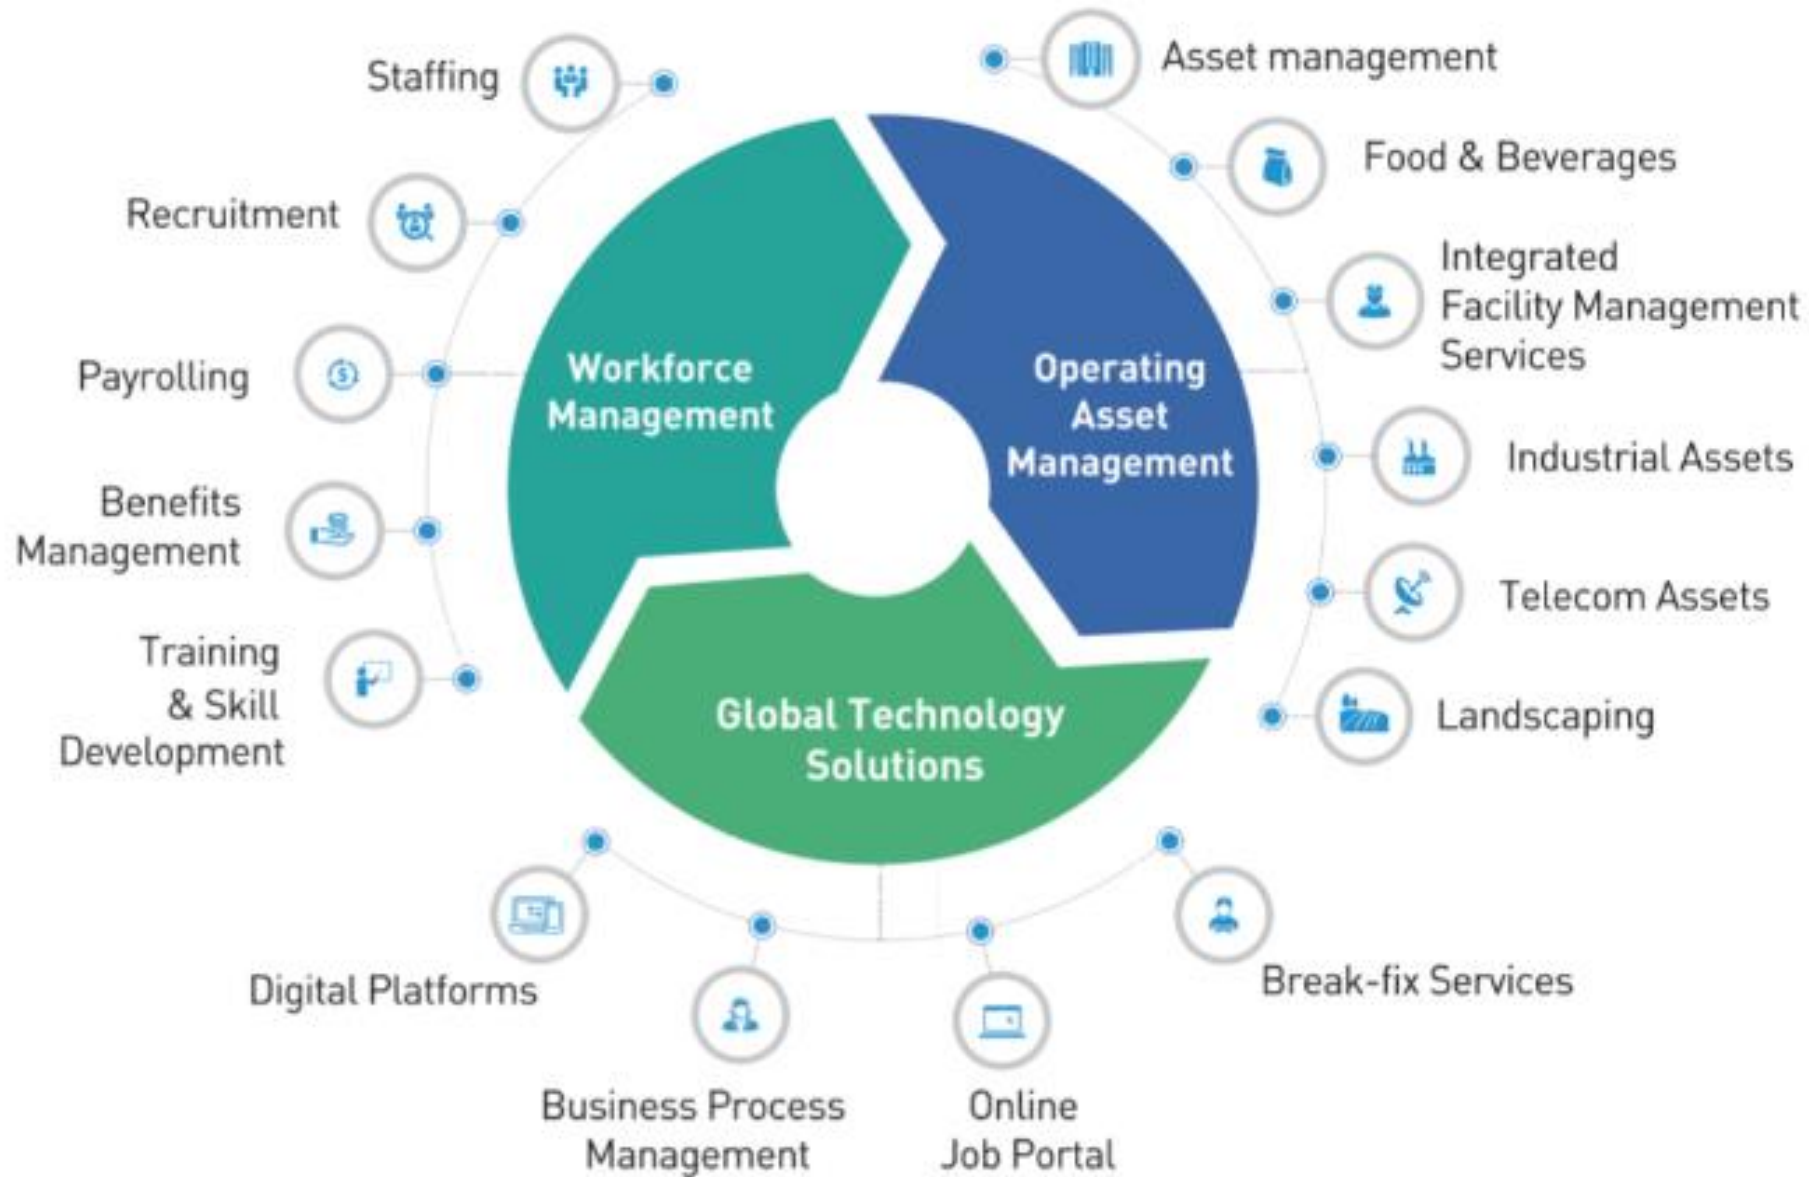 Staffing
Recruitment
Payrolling
Benefits
Management
Training
& Skill
Development
Workforce
Management
Operating
Asset
Management
Global Technology
Solutions
Asset management
Food & Beverages
Integrated
Facility Management
Services
Industrial Assets
Telecom Assets
Landscaping
Digital Platforms
Business Process
Management
Online
Job Portal
Break-fix Services